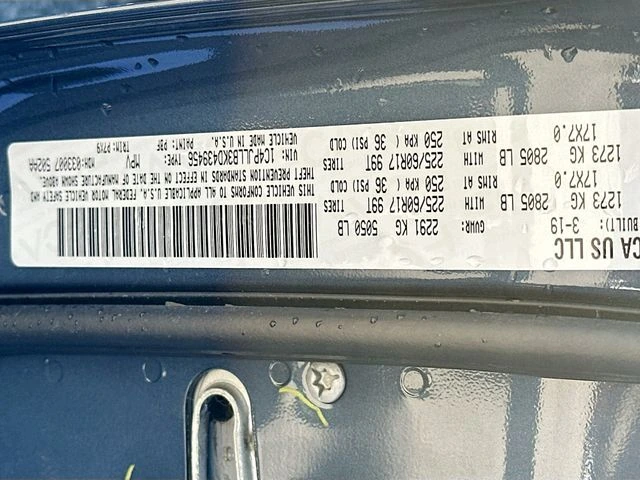 CA US LLC
BUILT): 3-19 GVWR: 2291 KG 5050 LB
1273 KG 2805 LB WITH 225/60R17 99T TIRES
17X7.0 RIMS AT 250 KPA ( 36 PSI) COLD
1273 KG 2805 LB WITH 225/60R17 99T TIRES
17X7.0 RIMS AT 250 KPA ( 36 PSI) COLD
THIS VEHICLE CONFORMS TO ALL APPLICABLE U.S.A. FEDERAL MOTOR VEHICLE SAFETY AND
THEFT PREVENTION STANDARDS IN EFFECT ON THE DATE OF MANUFACTURE SHOWN ABOVE.
VIN: 1C4PJLLB3KD439456 TYPE: MPV MDH:033007 502AA
VEHICLE MADE IN U.S.A. PAINT: PBF TRIM: P7X9